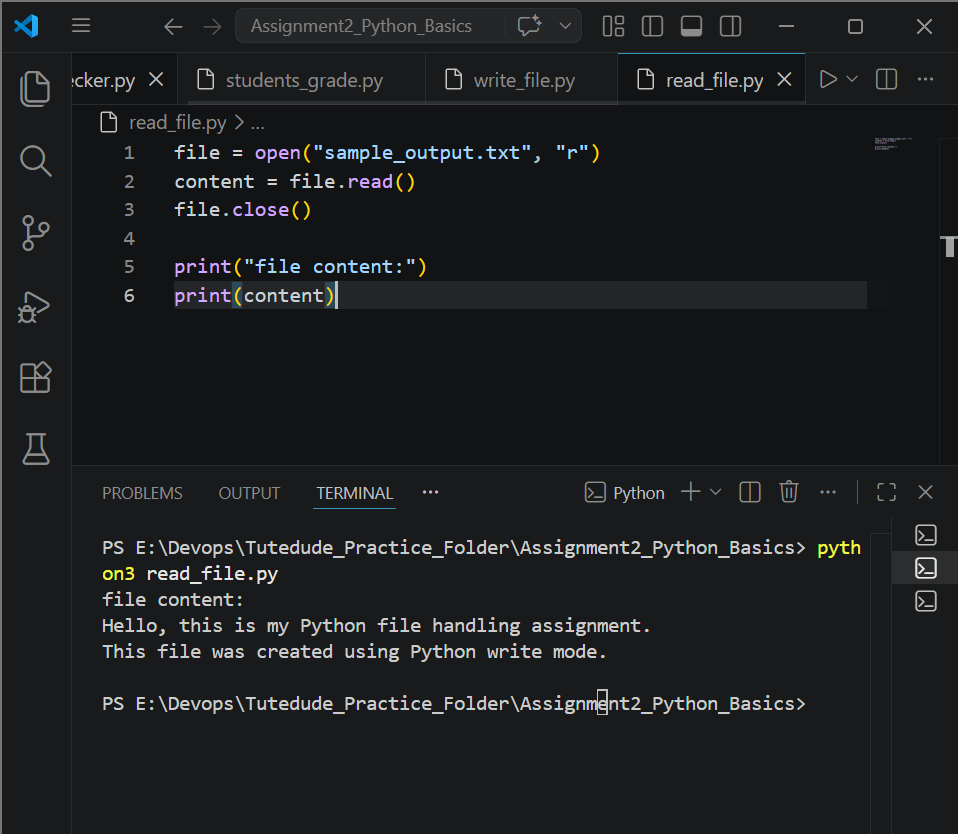 Assignment2_Python_Basics
ecker.py
students_grade.py
write_file.py
read_file.py
read_file.py > ...
1 file = open("sample_output.txt", "r")
2 content = file.read()
3 file.close()
4
5 print("file content:")
6 print(content)
PROBLEMS OUTPUT TERMINAL ... Python
PS E:\Devops\Tutedude_Practice_Folder\Assignment2_Python_Basics> pyth
on3 read_file.py
file content:
Hello, this is my Python file handling assignment.
This file was created using Python write mode.
PS E:\Devops\Tutedude_Practice_Folder\Assignment2_Python_Basics>